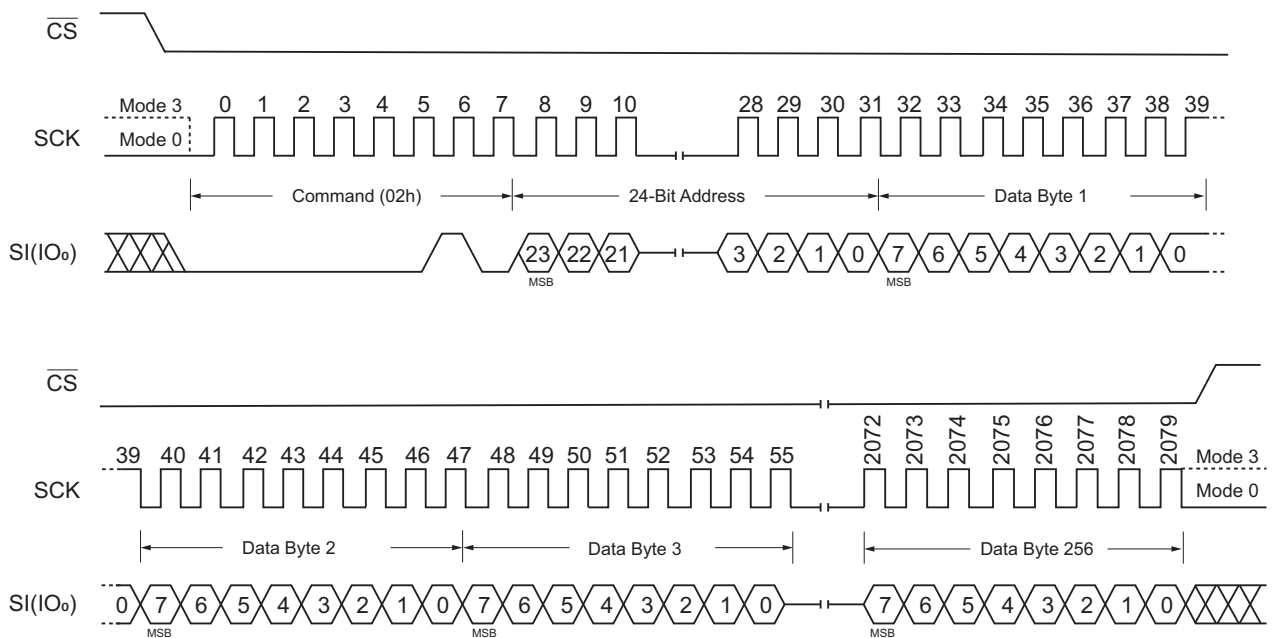 CS
Mode 3 0 1 2 3 4 5 6 7 8 9 10 28 29 30 31 32 33 34 35 36 37 38 39
SCK Mode 0
Command (02h) 24-Bit Address Data Byte 1
SI(IO₀) 23 22 21 3 2 1 0 7 6 5 4 3 2 1 0
MSB MSB
CS
39 40 41 42 43 44 45 46 47 48 49 50 51 52 53 54 55 2072 2073 2074 2075 2076 2077 2078 2079 Mode 3
SCK Mode 0
Data Byte 2 Data Byte 3 Data Byte 256
SI(IO₀) 0 7 6 5 4 3 2 1 0 7 6 5 4 3 2 1 0 7 6 5 4 3 2 1 0
MSB MSB MSB